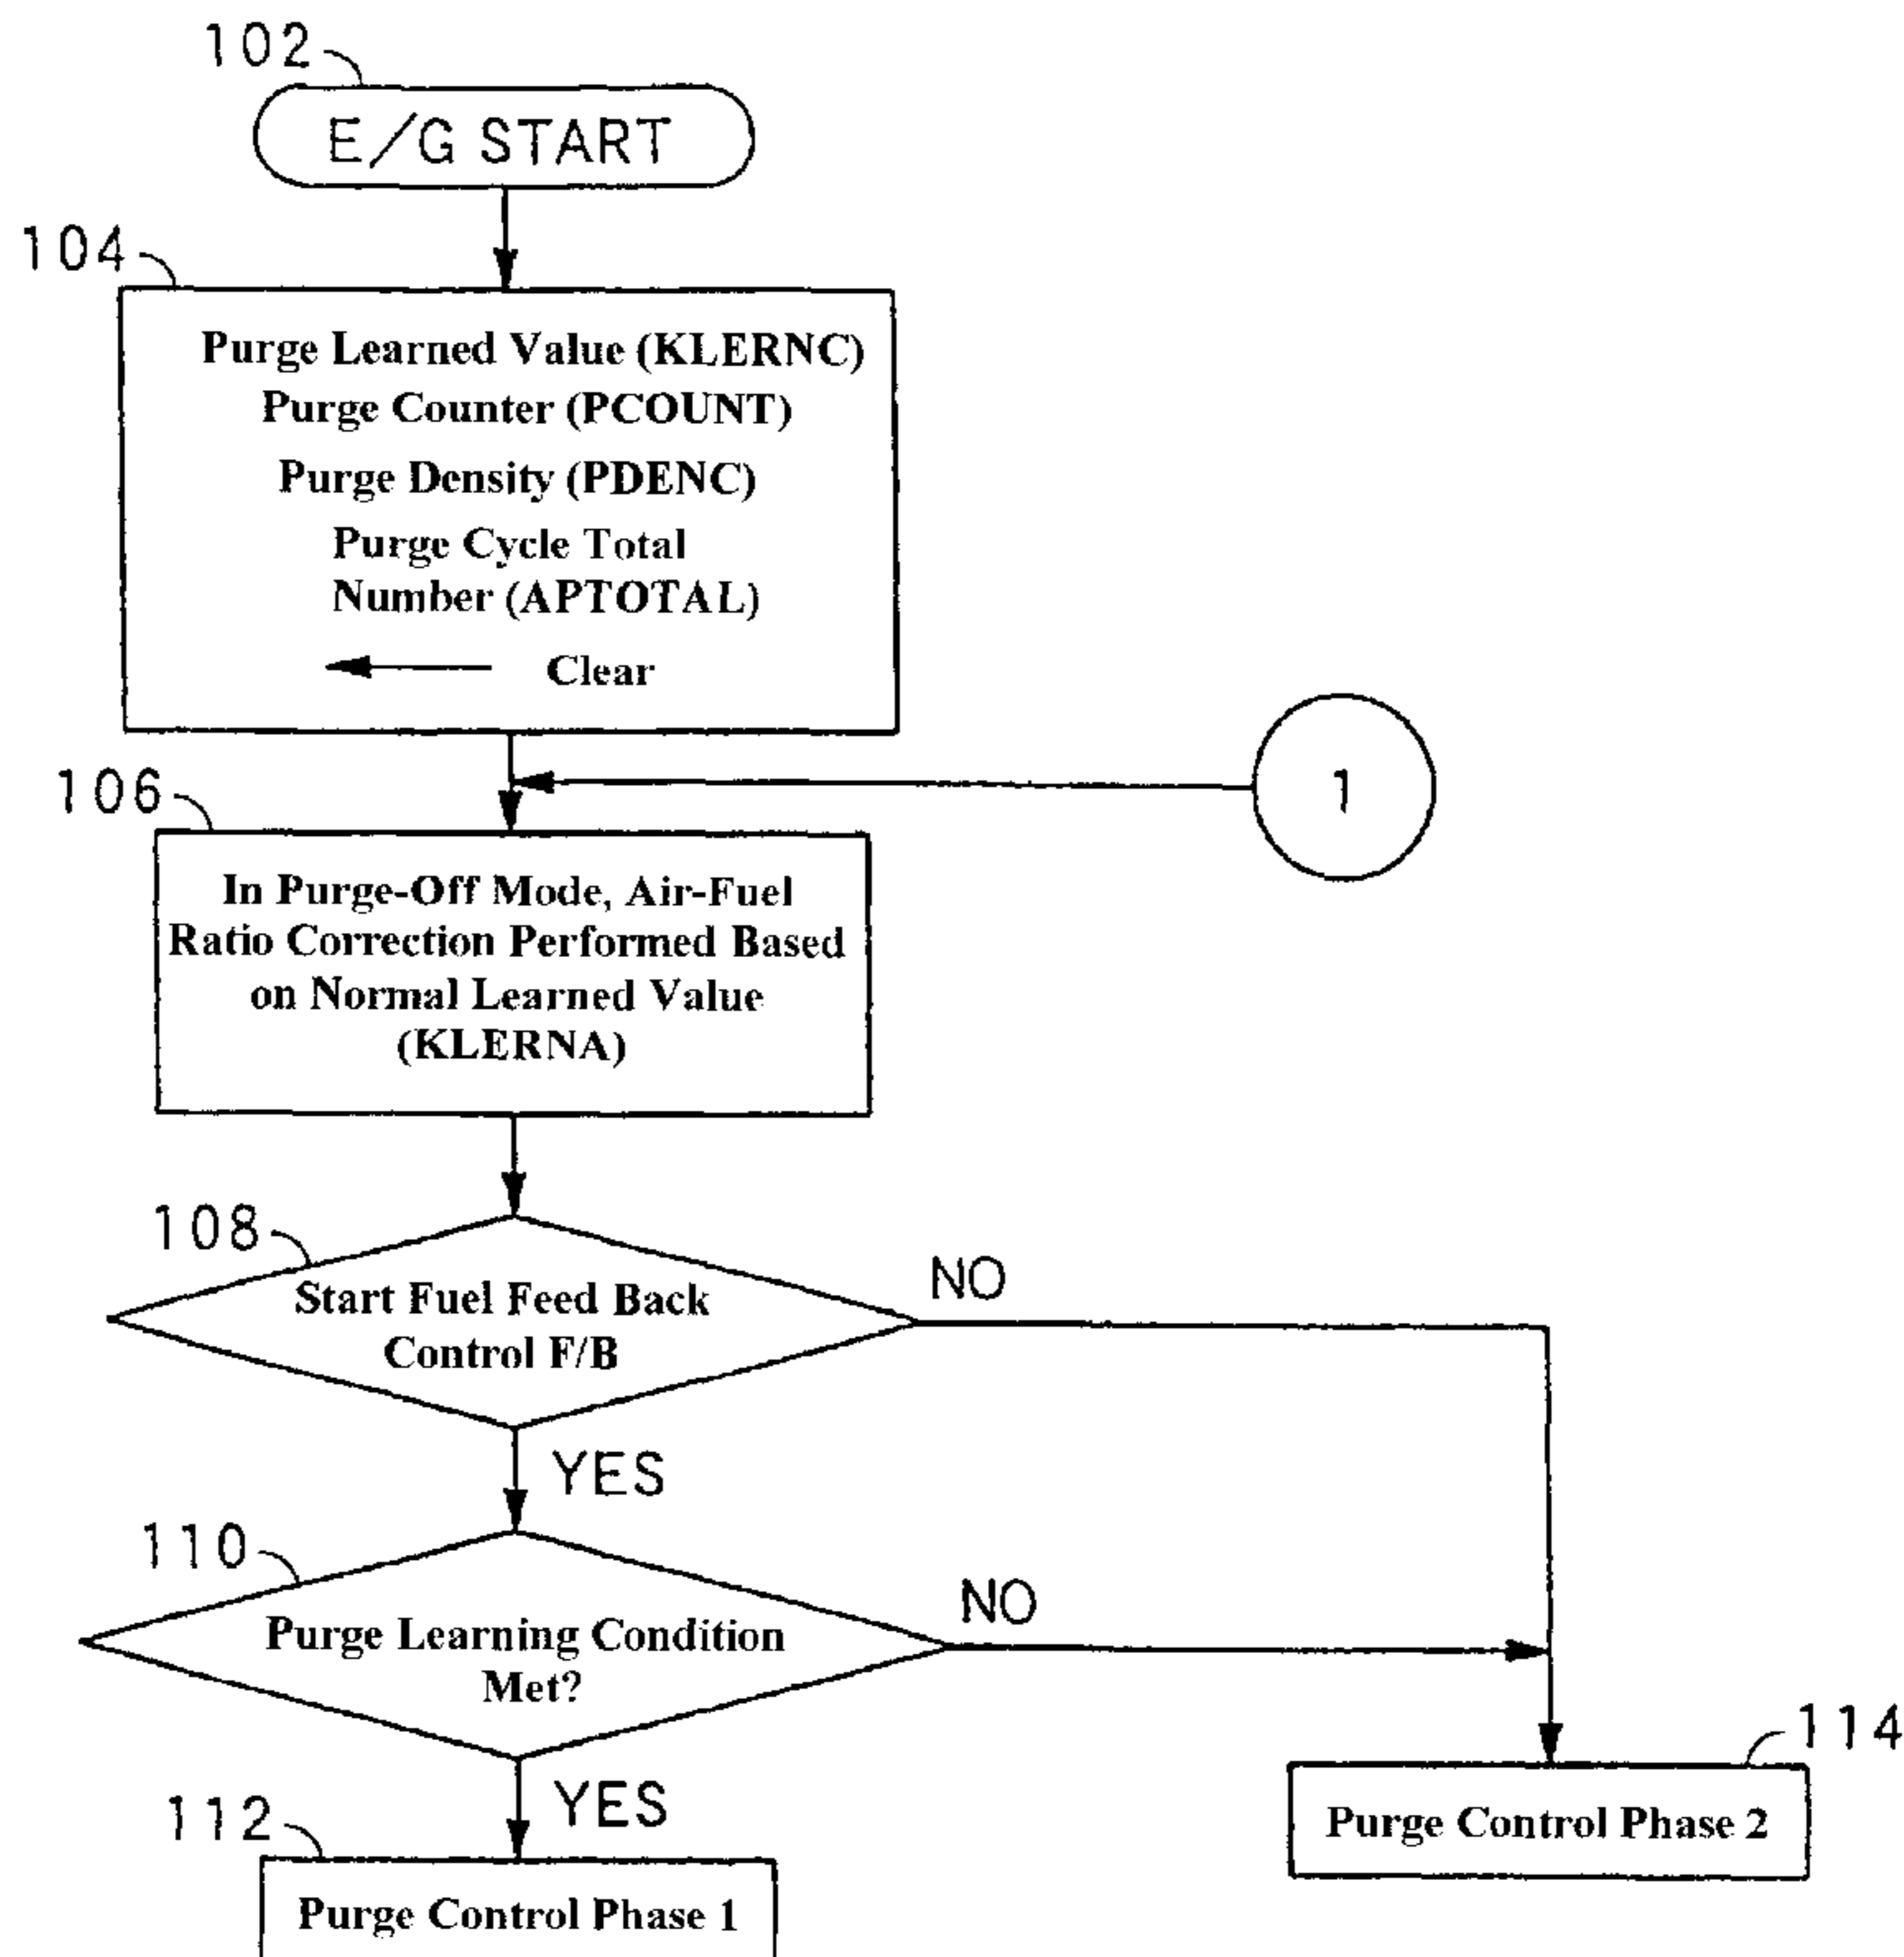 102
E/G START
104
Purge Learned Value (KLERNC)
Purge Counter (PCOUNT)
Purge Density (PDENC)
Purge Cycle Total
Number (APTOTAL)
Clear
1
106
In Purge-Off Mode, Air-Fuel
Ratio Correction Performed Based
on Normal Learned Value
(KLERNA)
108
Start Fuel Feed Back
Control F/B
NO
YES
110
Purge Learning Condition
Met?
NO
YES
114
Purge Control Phase 2
112
Purge Control Phase 1